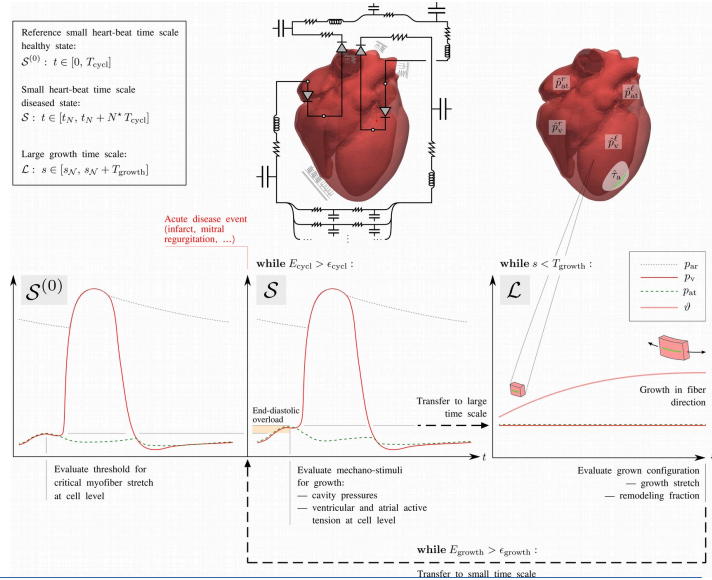 Reference small heart-beat time scale
healthy state:
𝒮⁽⁰⁾ : t ∈ [0, T_cycl]
Small heart-beat time scale
diseased state:
𝒮 : t ∈ [t_N, t_N + N* T_cycl]
Large growth time scale:
ℒ : s ∈ [s_𝒩, s_𝒩 + T_growth]
p̂_at^r
p̂_at^ℓ
p̂_v^r
p̂_v^ℓ
τ̂_a
Acute disease event
(infarct, mitral
regurgitation, ...)
while E_cycl > ϵ_cycl :
while s < T_growth :
𝒮⁽⁰⁾
𝒮
ℒ
p_ar
p_v
p_at
ϑ
End-diastolic
overload
Transfer to large
time scale
Growth in fiber
direction
t
Evaluate threshold for
critical myofiber stretch
at cell level
Evaluate mechano-stimuli
for growth:
— cavity pressures
— ventricular and atrial active
tension at cell level
Evaluate grown configuration
— growth stretch
— remodeling fraction
while E_growth > ϵ_growth :
Transfer to small time scale